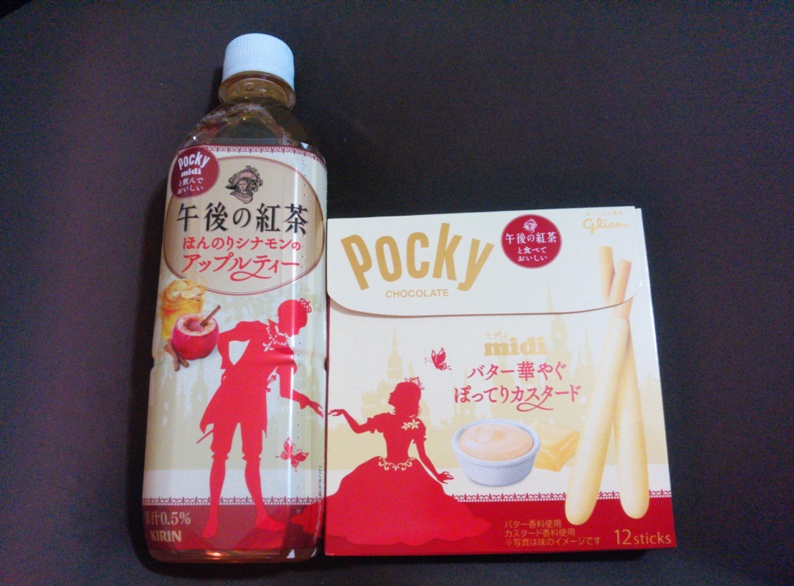 Pocky
midi
と飲んで
おいしい
午後の紅茶
ほんのりシナモンの
アップルティー
果汁0.5%
KIRIN
Pocky
CHOCOLATE
午後の紅茶
と食べて
おいしい
Glico
midi
バター華やぐ
ぽってりカスタード
バター香料使用
カスタード香料使用
※写真は味のイメージです
12sticks